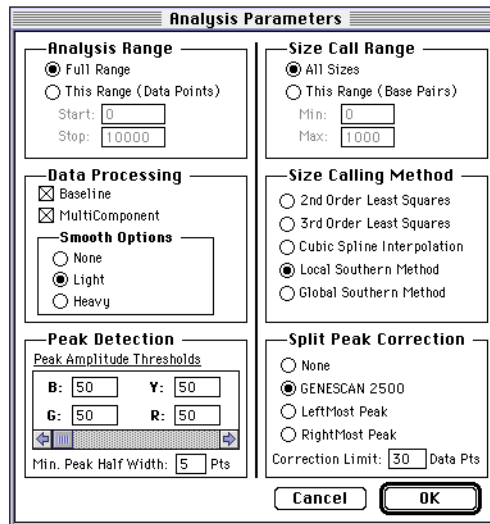 Analysis Parameters
Analysis Range
Full Range
This Range (Data Points)
Start: 0
Stop: 10000
Data Processing
Baseline
MultiComponent
Smooth Options
None
Light
Heavy
Peak Detection
Peak Amplitude Thresholds
B: 50 Y: 50
G: 50 R: 50
Min. Peak Half Width: 5 Pts
Size Call Range
All Sizes
This Range (Base Pairs)
Min: 0
Max: 1000
Size Calling Method
2nd Order Least Squares
3rd Order Least Squares
Cubic Spline Interpolation
Local Southern Method
Global Southern Method
Split Peak Correction
None
GENESCAN 2500
LeftMost Peak
RightMost Peak
Correction Limit: 30 Data Pts
Cancel OK